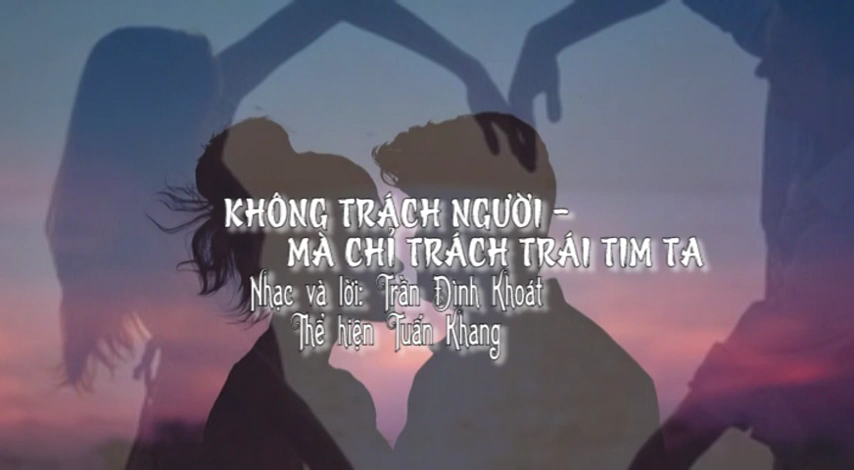 KHÔNG TRÁCH NGƯỜI -
MÀ CHỈ TRÁCH TRÁI TIM TA
Nhạc và lời: Trần Đình Khoát
Thể hiện Tuấn Khang